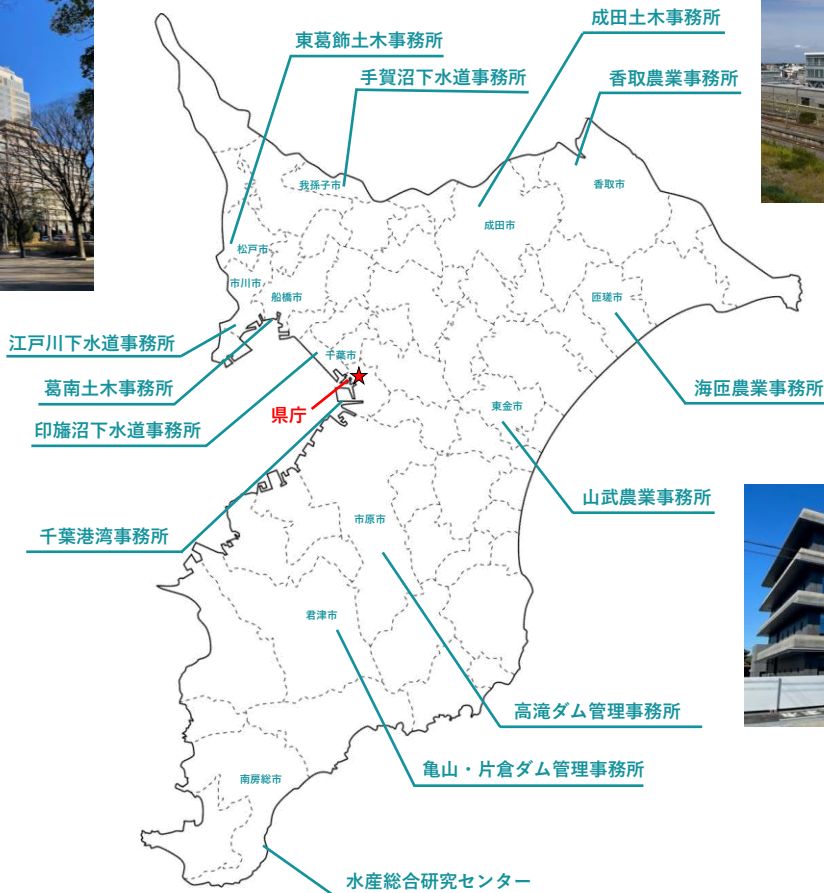 成田土木事務所
東葛飾土木事務所
手賀沼下水道事務所
香取農業事務所
我孫子市
香取市
成田市
松戸市
市川市
船橋市
匝瑳市
江戸川下水道事務所
千葉市
葛南土木事務所
県庁
海匝農業事務所
東金市
印旛沼下水道事務所
山武農業事務所
市原市
千葉港湾事務所
君津市
高滝ダム管理事務所
亀山・片倉ダム管理事務所
南房総市
水産総合研究センター